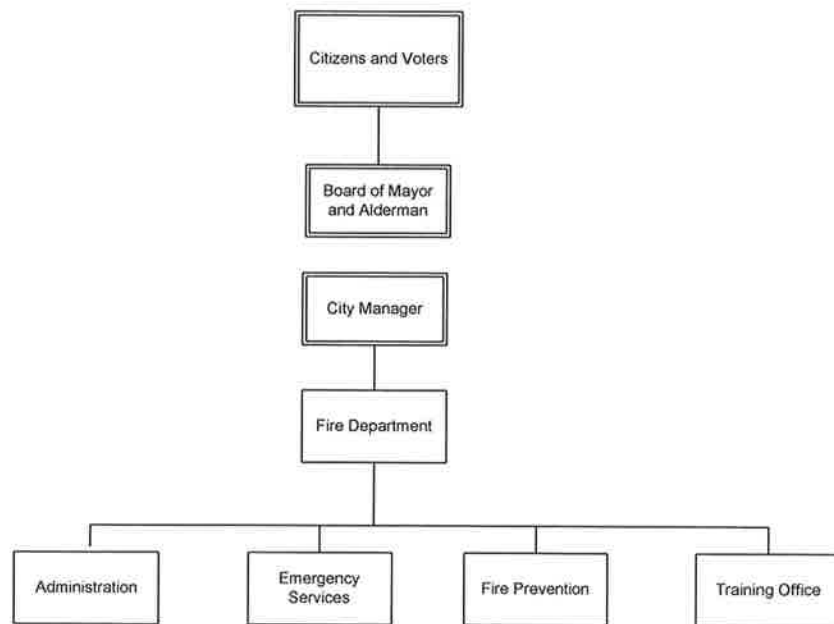 Citizens and Voters
Board of Mayor
and Alderman
City Manager
Fire Department
Administration
Emergency
Services
Fire Prevention
Training Office